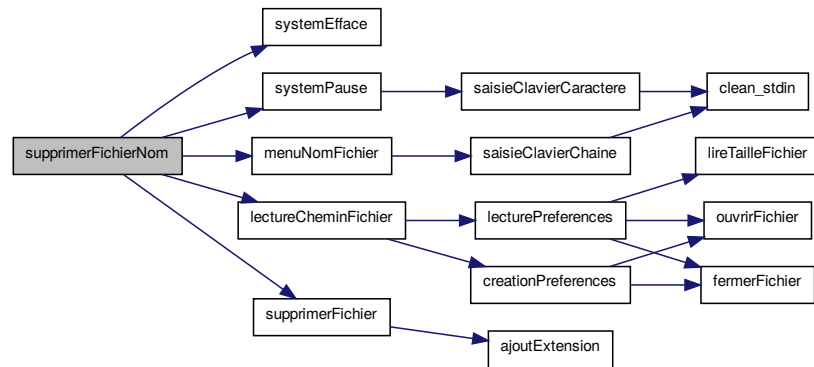 systemEfface
systemPause
saisieClavierCaractere
clean_stdin
supprimerFichierNom
menuNomFichier
saisieClavierChaine
lireTailleFichier
lectureCheminFichier
lecturePreferences
ouvrirFichier
creationPreferences
fermerFichier
supprimerFichier
ajoutExtension